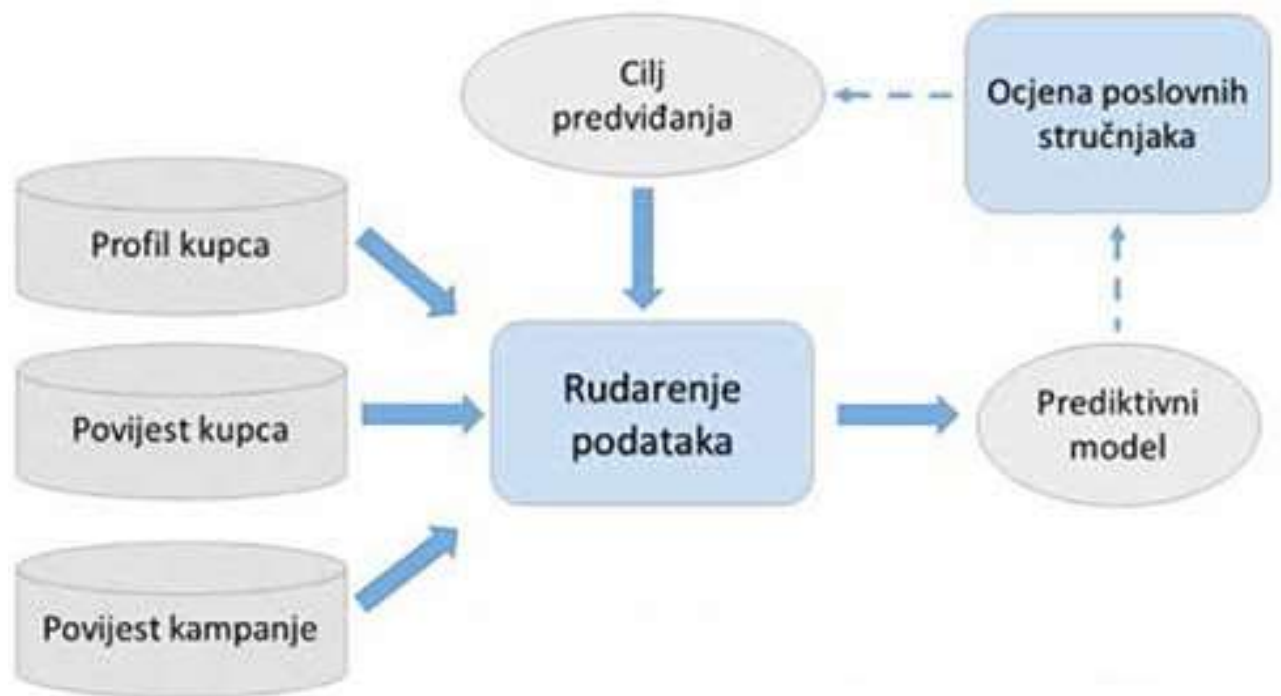 Cilj
predviđanja
Ocjena poslovnih
stručnjaka
Profil kupca
Povijest kupca
Rudarenje
podataka
Prediktivni
model
Povijest kampanje